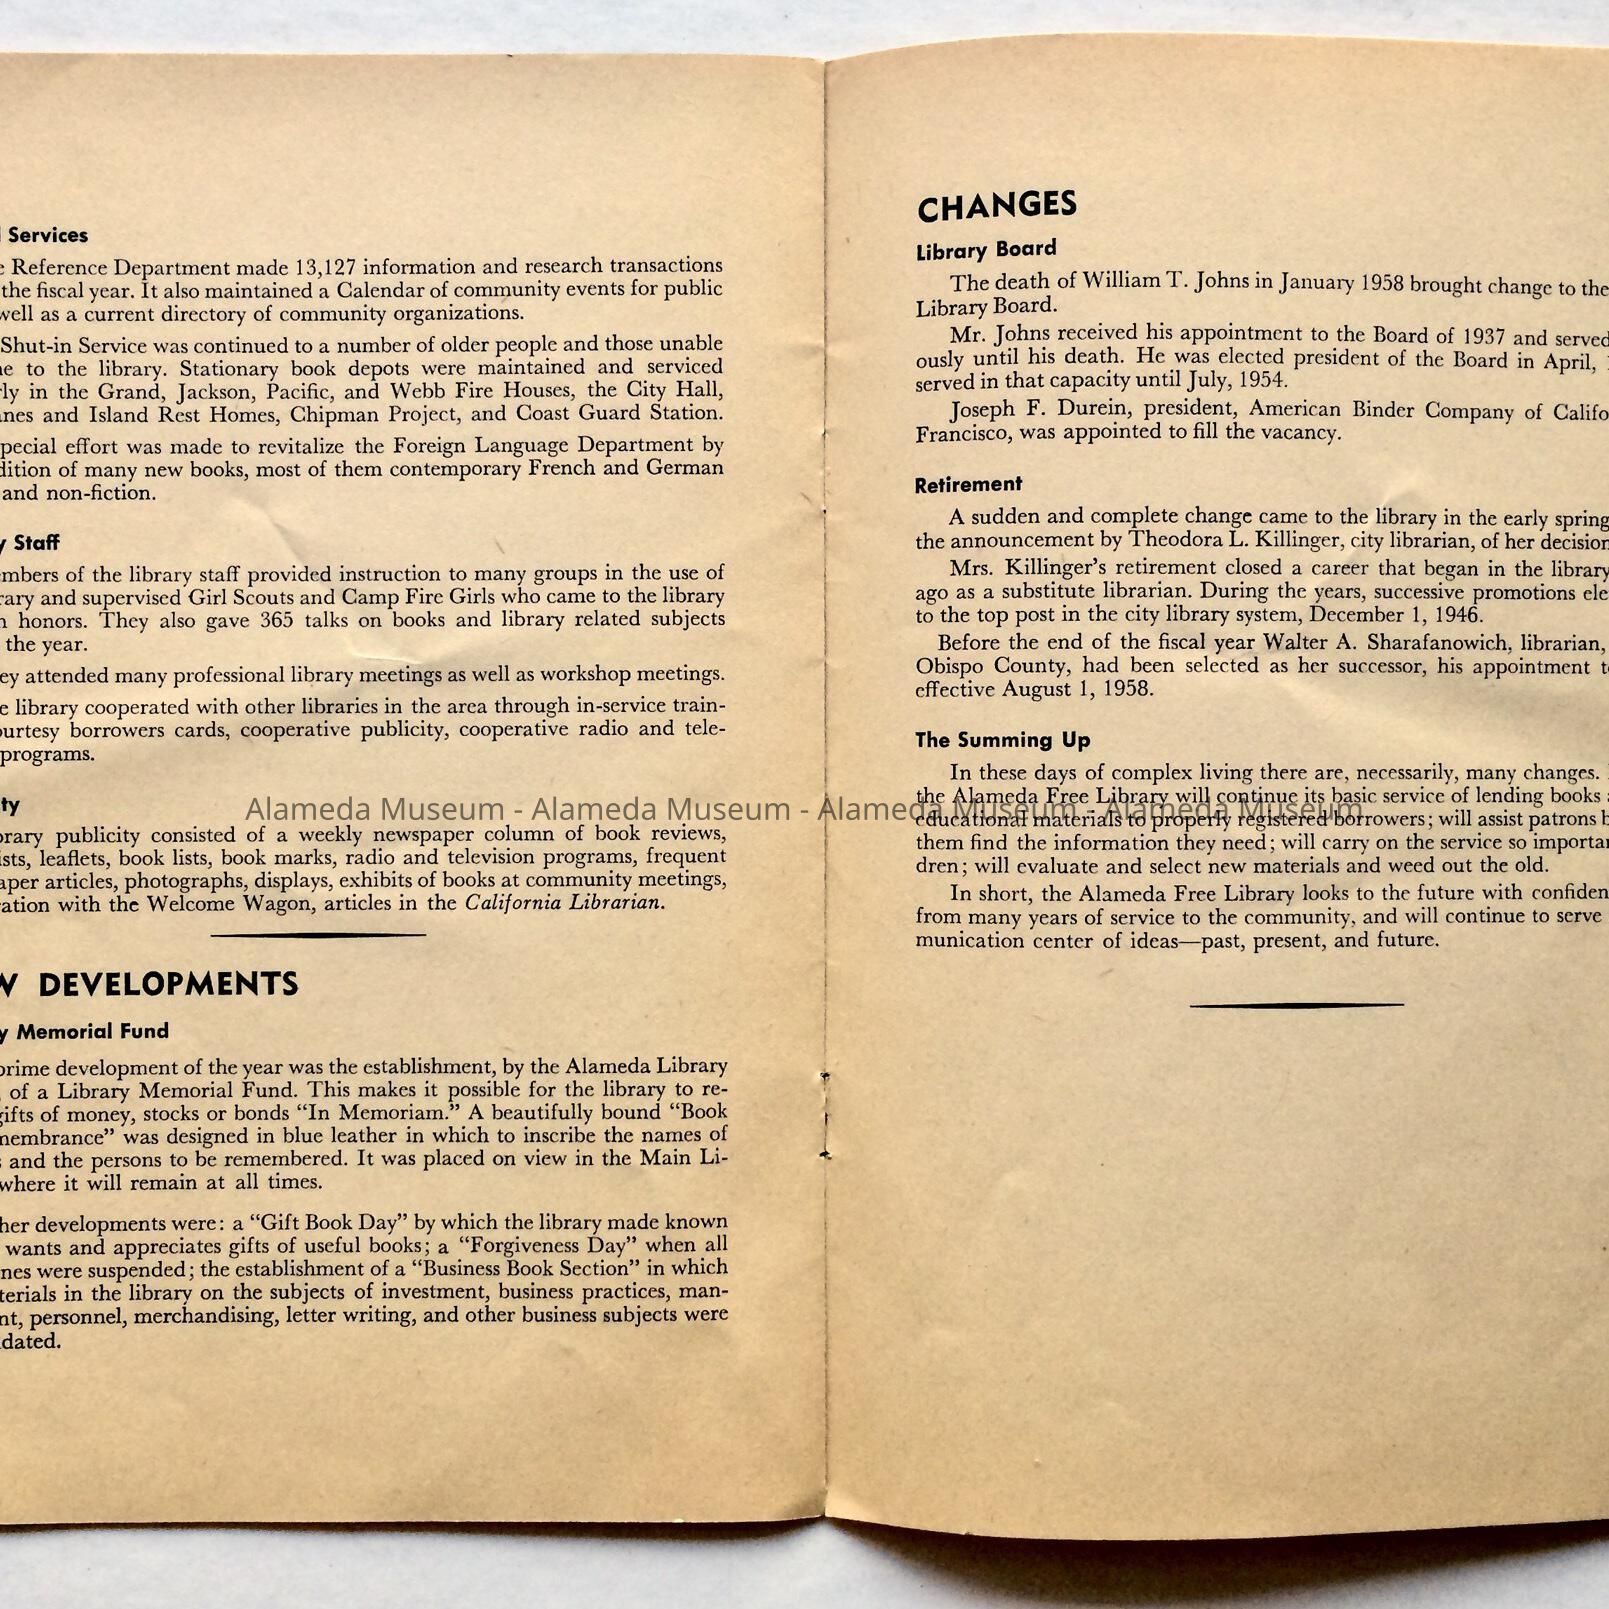 Services
Reference Department made 13,127 information and research transactions
the fiscal year. It also maintained a Calendar of community events for public
well as a current directory of community organizations.
Shut-in Service was continued to a number of older people and those unable
to the library. Stationary book depots were maintained and serviced
in the Grand, Jackson, Pacific, and Webb Fire Houses, the City Hall,
and Island Rest Homes, Chipman Project, and Coast Guard Station.
pecial effort was made to revitalize the Foreign Language Department by
dition of many new books, most of them contemporary French and German
and non-fiction.
y Staff
mbers of the library staff provided instruction to many groups in the use of
rary and supervised Girl Scouts and Camp Fire Girls who came to the library
honors. They also gave 365 talks on books and library related subjects
the year.
ey attended many professional library meetings as well as workshop meetings.
e library cooperated with other libraries in the area through in-service train-
ourtesy borrowers cards, cooperative publicity, cooperative radio and tele-
programs.
ty
brary publicity consisted of a weekly newspaper column of book reviews,
ists, leaflets, book lists, book marks, radio and television programs, frequent
aper articles, photographs, displays, exhibits of books at community meetings,
ration with the Welcome Wagon, articles in the California Librarian.
W DEVELOPMENTS
y Memorial Fund
prime development of the year was the establishment, by the Alameda Library
of a Library Memorial Fund. This makes it possible for the library to re-
gifts of money, stocks or bonds “In Memoriam.” A beautifully bound “Book
membrance” was designed in blue leather in which to inscribe the names of
and the persons to be remembered. It was placed on view in the Main Li-
where it will remain at all times.
her developments were: a “Gift Book Day” by which the library made known
wants and appreciates gifts of useful books; a “Forgiveness Day” when all
nes were suspended; the establishment of a “Business Book Section” in which
terials in the library on the subjects of investment, business practices, man-
nt, personnel, merchandising, letter writing, and other business subjects were
dated.
CHANGES
Library Board
The death of William T. Johns in January 1958 brought change to the
Library Board.
Mr. Johns received his appointment to the Board of 1937 and served
ously until his death. He was elected president of the Board in April,
served in that capacity until July, 1954.
Joseph F. Durein, president, American Binder Company of Califo
Francisco, was appointed to fill the vacancy.
Retirement
A sudden and complete change came to the library in the early spring
the announcement by Theodora L. Killinger, city librarian, of her decision
Mrs. Killinger's retirement closed a career that began in the library
ago as a substitute librarian. During the years, successive promotions ele
to the top post in the city library system, December 1, 1946.
Before the end of the fiscal year Walter A. Sharafanowich, librarian,
Obispo County, had been selected as her successor, his appointment t
effective August 1, 1958.
The Summing Up
In these days of complex living there are, necessarily, many changes.
the Alameda Free Library will continue its basic service of lending books
educational materials to properly registered borrowers; will assist patrons
them find the information they need; will carry on the service so importa
dren; will evaluate and select new materials and weed out the old.
In short, the Alameda Free Library looks to the future with confiden
from many years of service to the community, and will continue to serve
munication center of ideas—past, present, and future.
Alameda Museum - Alameda Museum - Alameda Museum - Alameda Museum